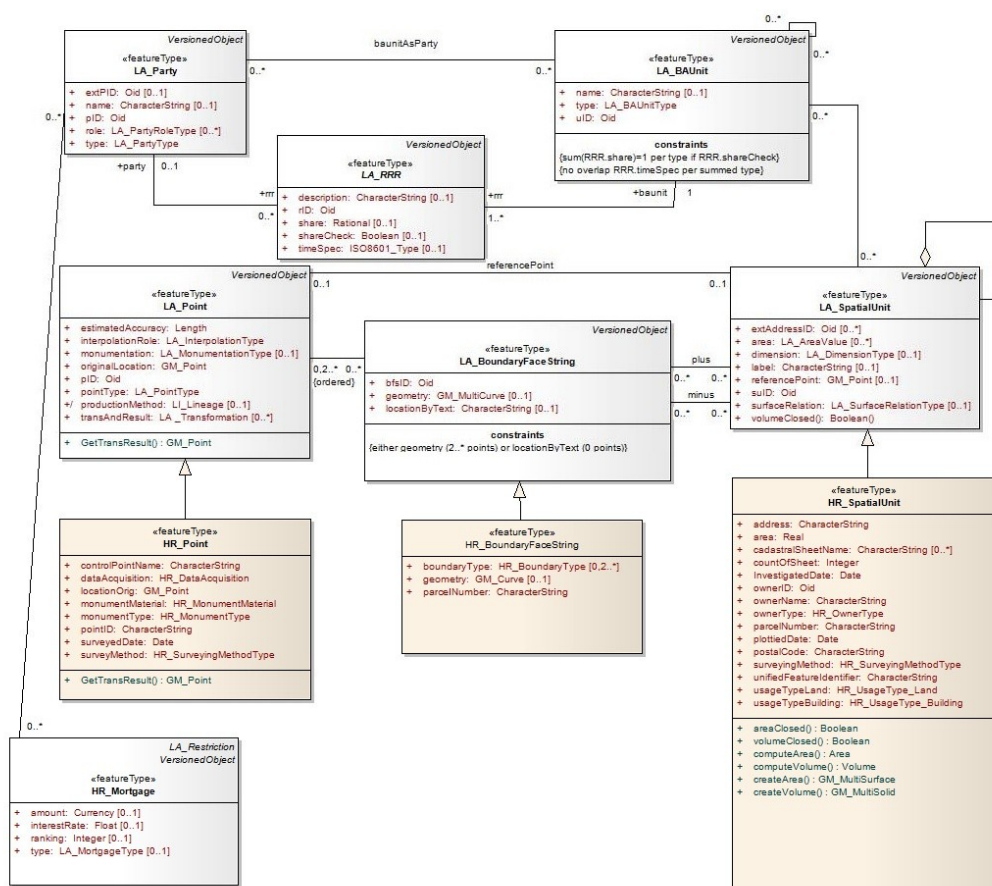 VersionedObject
«featureType»
LA_Party
+ extPID: Oid [0..1]
+ name: CharacterString [0..1]
+ pID: Oid
+ role: LA_PartyRoleType [0..*]
+ type: LA_PartyType
baunitAsParty
0..*
0..*
0..*
0..*
0..*
VersionedObject
«featureType»
LA_BAUnit
+ name: CharacterString [0..1]
+ type: LA_BAUnitType
+ uID: Oid
constraints
{sum(RRR.share)=1 per type if RRR.shareCheck}
{no overlap RRR.timeSpec per summed type}
0..*
+party
0..1
+rrr
0..*
VersionedObject
«featureType»
LA_RRR
+ description: CharacterString [0..1]
+ rID: Oid
+ share: Rational [0..1]
+ shareCheck: Boolean [0..1]
+ timeSpec: ISO8601_Type [0..1]
+rrr
1..*
+baunit
1
0..*
referencePoint
0..1
0..1
VersionedObject
«featureType»
LA_Point
+ estimatedAccuracy: Length
+ interpolationRole: LA_InterpolationType
+ monumentation: LA_MonumentationType [0..1]
+ originalLocation: GM_Point
+ pID: Oid
+ pointType: LA_PointType
+/ productionMethod: LI_Lineage [0..1]
+ transAndResult: LA _Transformation [0..*]
+ GetTransResult() : GM_Point
0,2..*
0..*
{ordered}
VersionedObject
«featureType»
LA_BoundaryFaceString
+ bfsID: Oid
+ geometry: GM_MultiCurve [0..1]
+ locationByText: CharacterString [0..1]
constraints
{either geometry (2..* points) or locationByText (0 points)}
plus
0..*
0..*
minus
0..*
0..*
VersionedObject
«featureType»
LA_SpatialUnit
+ extAddressID: Oid [0..*]
+ area: LA_AreaValue [0..*]
+ dimension: LA_DimensionType [0..1]
+ label: CharacterString [0..1]
+ referencePoint: GM_Point [0..1]
+ suID: Oid
+ surfaceRelation: LA_SurfaceRelationType [0..1]
+ volumeClosed(): Boolean()
«featureType»
HR_Point
+ controlPointName: CharacterString
+ dataAcquisition: HR_DataAcquisition
+ locationOrig: GM_Point
+ monumentMaterial: HR_MonumentMaterial
+ monumentType: HR_MonumentType
+ pointID: CharacterString
+ surveyedDate: Date
+ surveyMethod: HR_SurveyingMethodType
+ GetTransResult() : GM_Point
«featureType»
HR_BoundaryFaceString
+ boundaryType: HR_BoundaryType [0,2..*]
+ geometry: GM_Curve [0..1]
+ parcelNumber: CharacterString
«featureType»
HR_SpatialUnit
+ address: CharacterString
+ area: Real
+ cadastralSheetName: CharacterString [0..*]
+ countOfSheet: Integer
+ InvestigatedDate: Date
+ ownerID: Oid
+ ownerName: CharacterString
+ ownerType: HR_OwnerType
+ parcelNumber: CharacterString
+ plottiedDate: Date
+ postalCode: CharacterString
+ surveyingMethod: HR_SurveyingMethodType
+ unifiedFeatureIdentifier: CharacterString
+ usageTypeLand: HR_UsageType_Land
+ usageTypeBuilding: HR_UsageType_Building
+ areaClosed() : Boolean
+ volumeClosed() : Boolean
+ computeArea() : Area
+ computeVolume() : Volume
+ createArea() : GM_MultiSurface
+ createVolume() : GM_MultiSolid
0..*
LA_Restriction
VersionedObject
«featureType»
HR_Mortgage
+ amount: Currency [0..1]
+ interestRate: Float [0..1]
+ ranking: Integer [0..1]
+ type: LA_MortgageType [0..1]